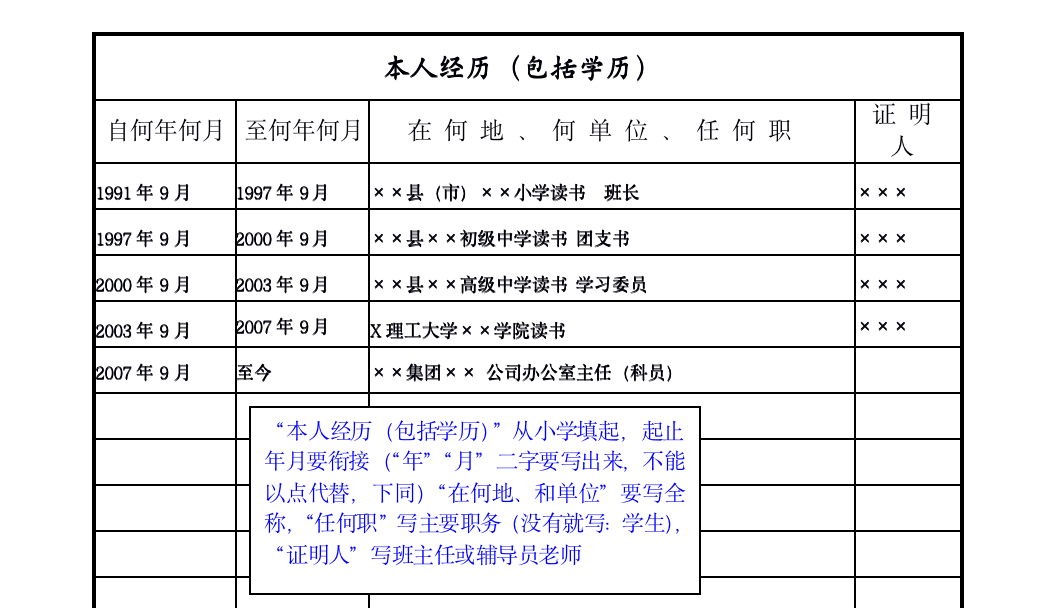 本人经历（包括学历）
自何年何月 至何年何月 在何地、何单位、任何职 证明
人
1991年9月 1997年9月 ××县（市）××小学读书 班长 ×××
1997年9月 2000年9月 ××县××初级中学读书 团支书 ×××
2000年9月 2003年9月 ××县××高级中学读书 学习委员 ×××
2003年9月 2007年9月 X理工大学××学院读书 ×××
2007年9月 至今 ××集团×× 公司办公室主任（科员）
“本人经历（包括学历）”从小学填起，起止
年月要衔接（“年”“月”二字要写出来，不能
以点代替，下同）“在何地、和单位”要写全
称，“任何职”写主要职务（没有就写：学生），
“证明人”写班主任或辅导员老师